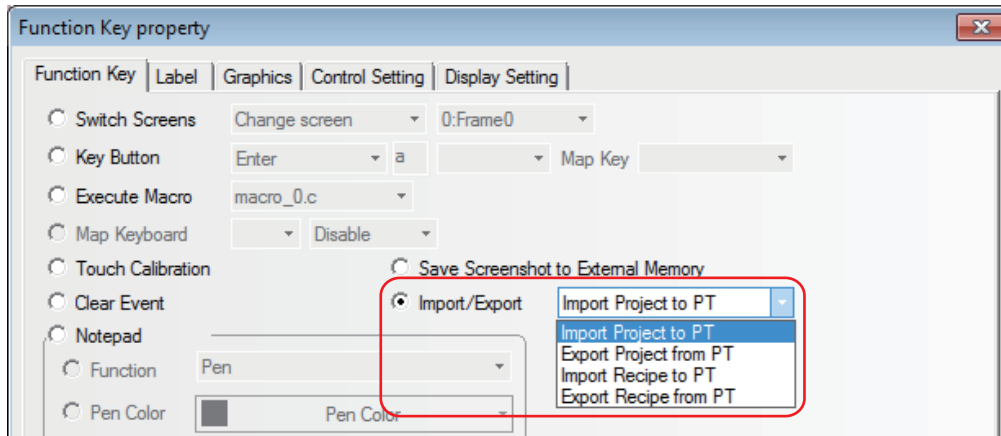 Function Key property
Function Key Label Graphics Control Setting Display Setting
Switch Screens Change screen 0:Frame0
Key Button Enter a Map Key
Execute Macro macro_0.c
Map Keyboard Disable
Touch Calibration Save Screenshot to External Memory
Clear Event Import/Export Import Project to PT
Notepad Import Project to PT
Export Project from PT
Function Pen Import Recipe to PT
Export Recipe from PT
Pen Color Pen Color